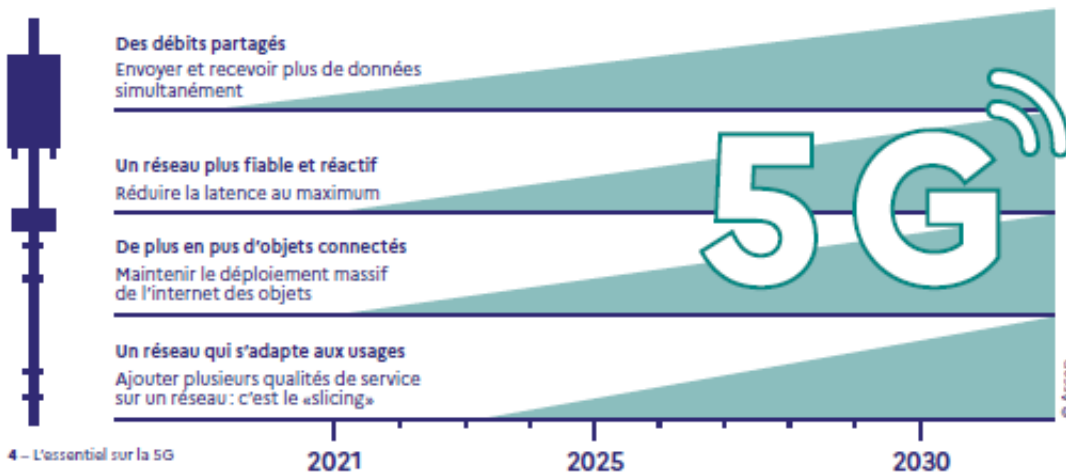 Des débits partagés
Envoyer et recevoir plus de données
simultanément
Un réseau plus fiable et réactif
Réduire la latence au maximum
De plus en pus d'objets connectés
Maintenir le déploiement massif
de l'internet des objets
Un réseau qui s'adapte aux usages
Ajouter plusieurs qualités de service
sur un réseau : c'est le «slicing»
5G
© Arcep
4 – L'essentiel sur la 5G
2021
2025
2030